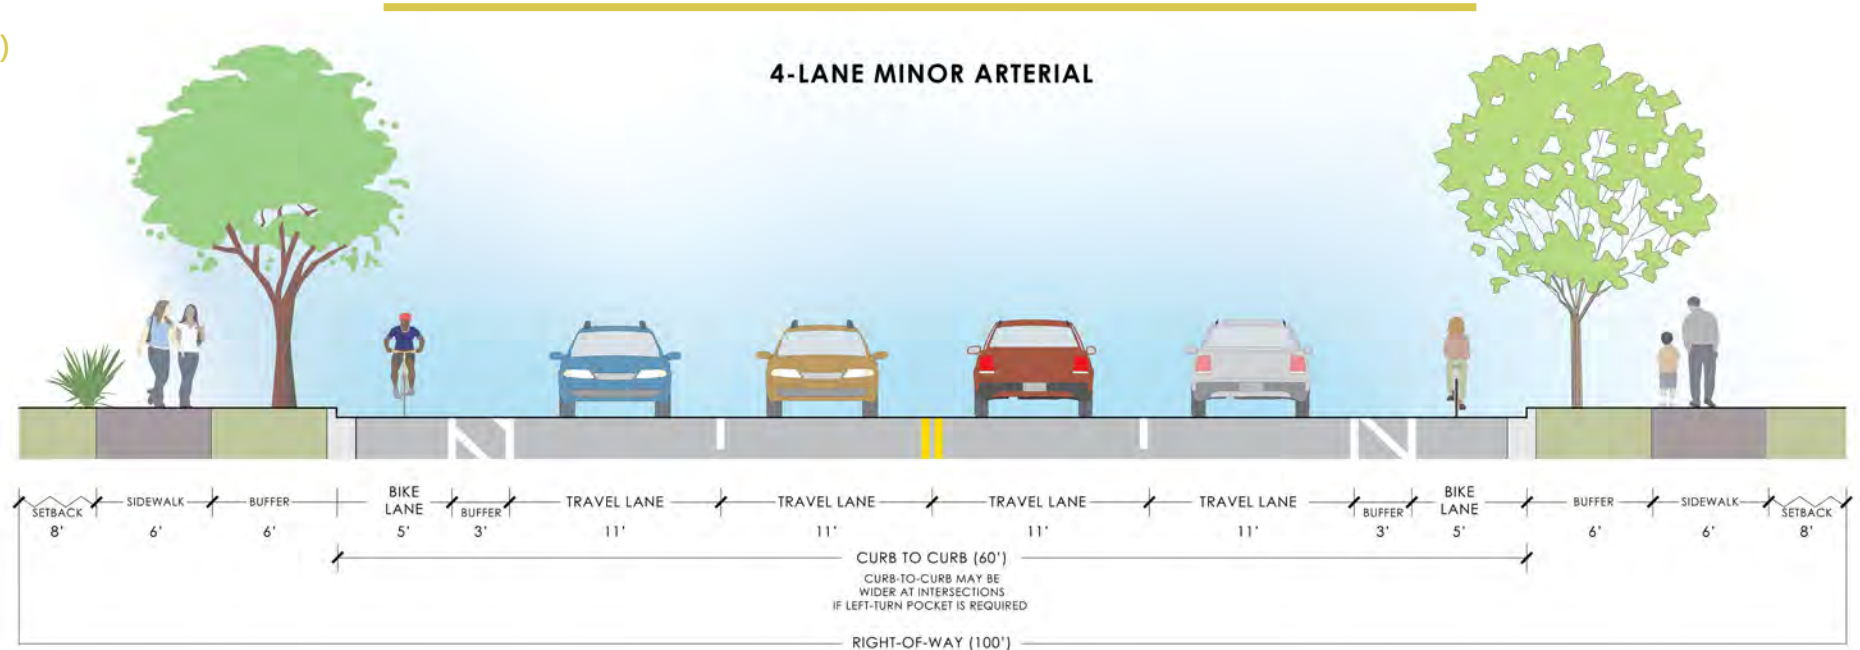 )
4-LANE MINOR ARTERIAL
SETBACK
8'
SIDEWALK
6'
BUFFER
6'
BIKE
LANE
5'
BUFFER
3'
TRAVEL LANE
11'
TRAVEL LANE
11'
TRAVEL LANE
11'
TRAVEL LANE
11'
BUFFER
3'
BIKE
LANE
5'
BUFFER
6'
SIDEWALK
6'
SETBACK
8'
CURB TO CURB (60')
CURB-TO-CURB MAY BE
WIDER AT INTERSECTIONS
IF LEFT-TURN POCKET IS REQUIRED
RIGHT-OF-WAY (100')